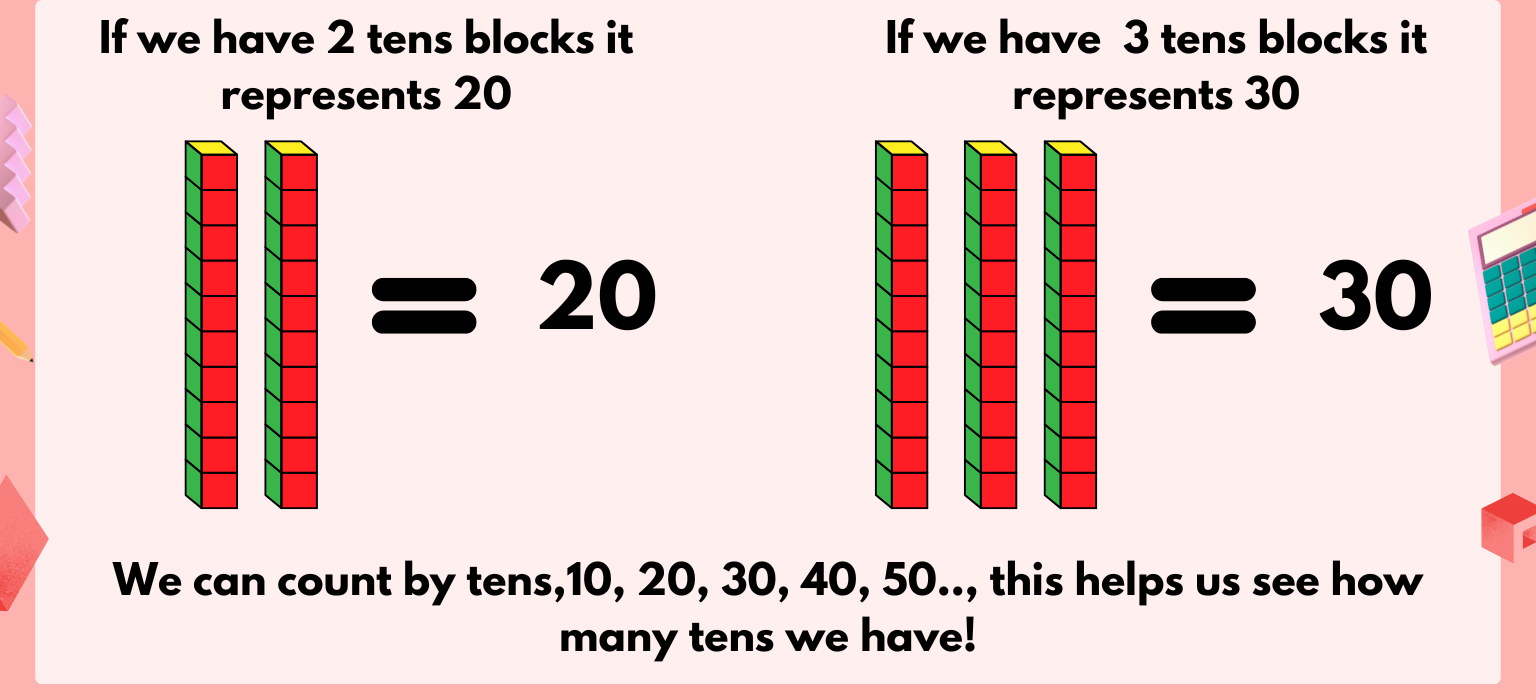 If we have 2 tens blocks it
represents 20
If we have  3 tens blocks it
represents 30
= 20
= 30
We can count by tens,10, 20, 30, 40, 50.., this helps us see how
many tens we have!